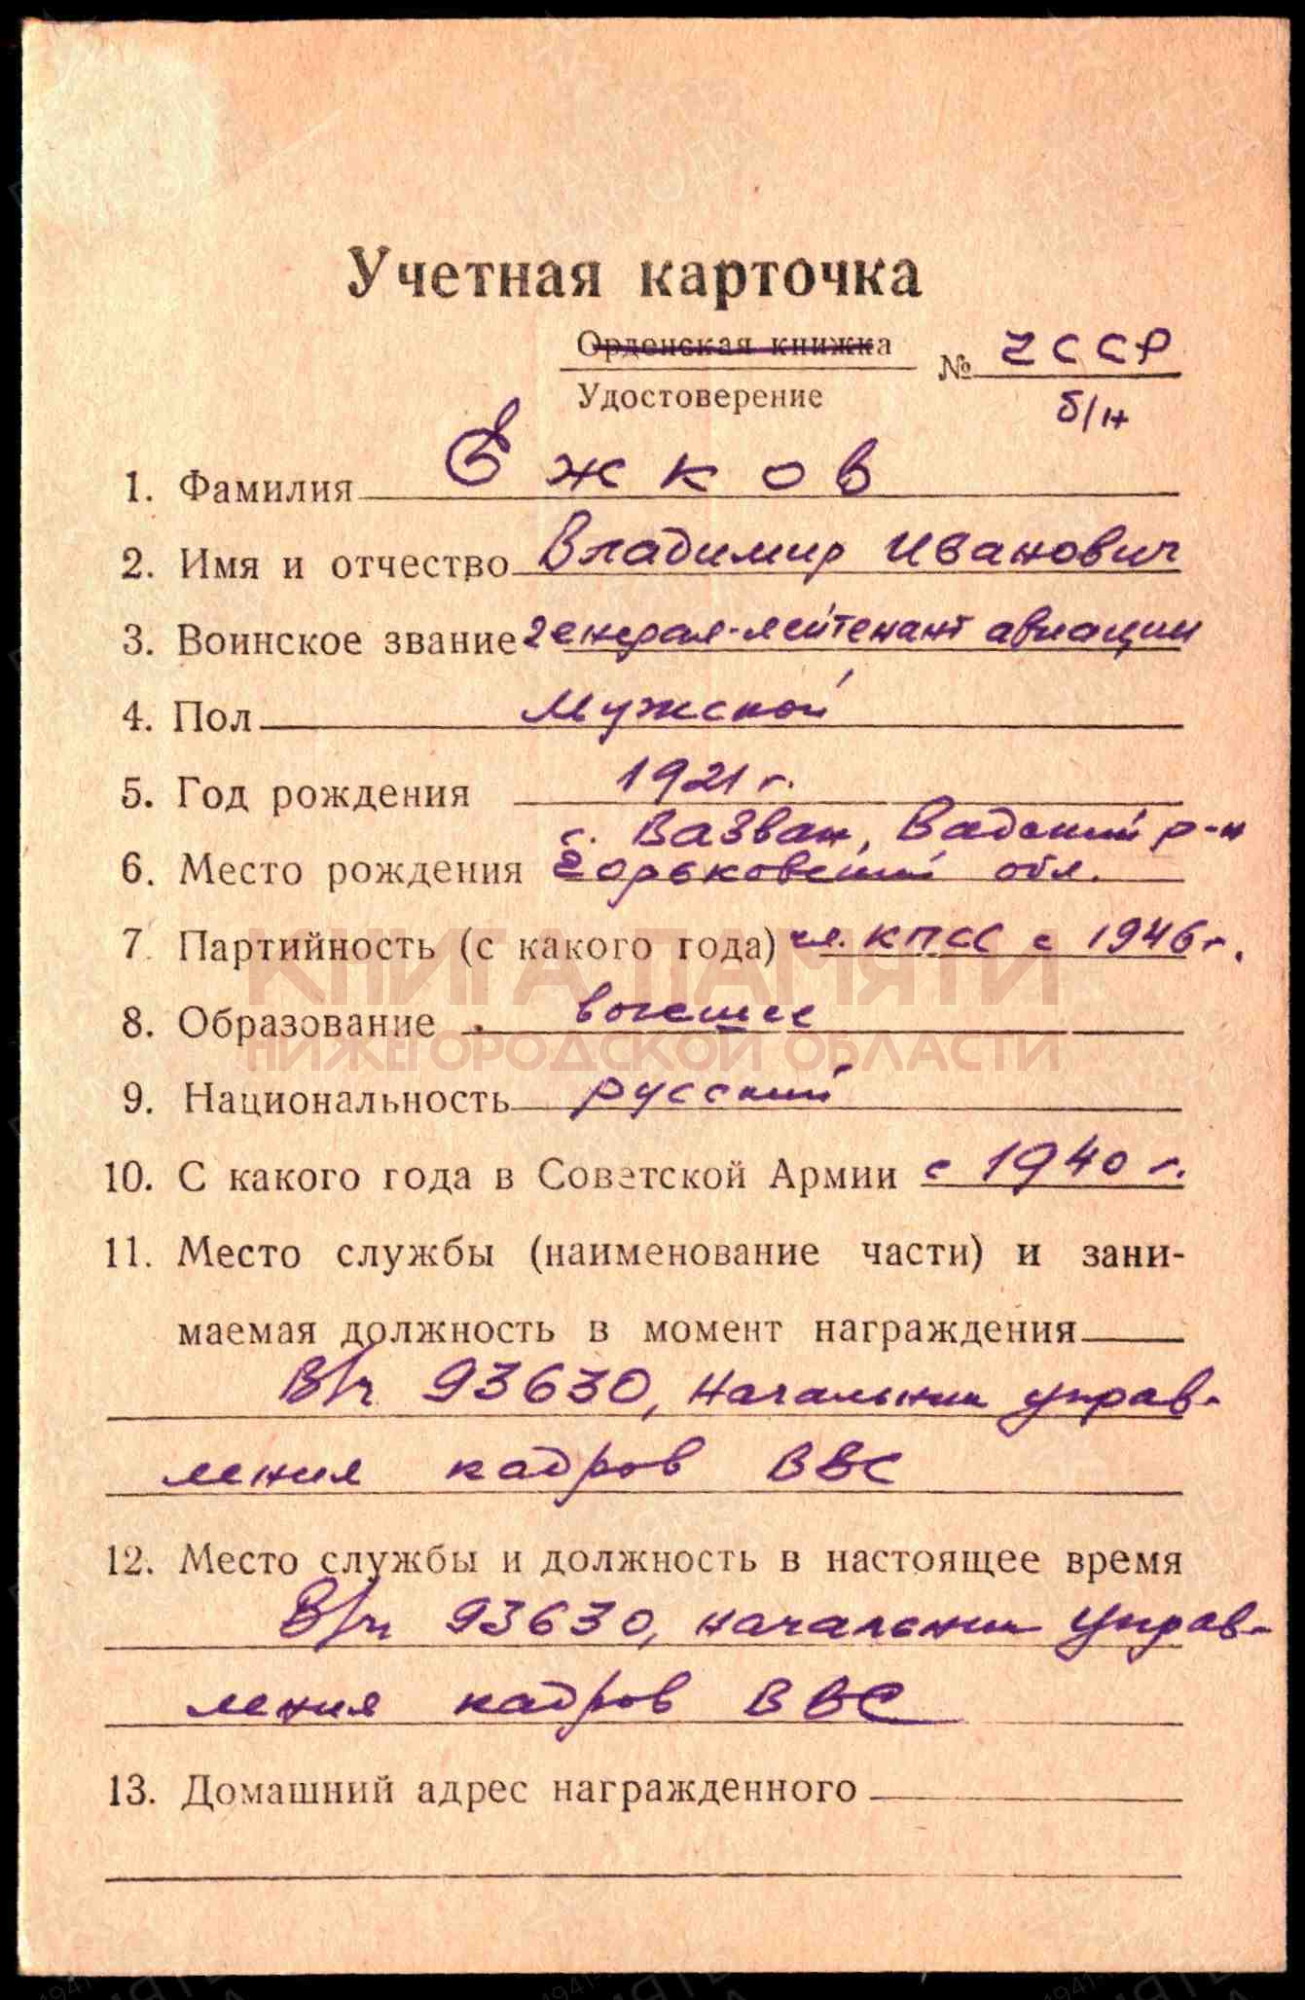 Учетная карточка
Орденская книжка
Удостоверение
№ ЧССР
б/н
1. Фамилия Ежков
2. Имя и отчество Владимир Иванович
3. Воинское звание генерал-лейтенант авиации
4. Пол Мужской
5. Год рождения 1921 г.
с. Вазван, Вадский р-н
6. Место рождения Горьковский обл.
7. Партийность (с какого года) чл. КПСС с 1946 г.
8. Образование высшее
9. Национальность русский
10. С какого года в Советской Армии с 1940 г.
11. Место службы (наименование части) и зани-
маемая должность в момент награждения
В/ч 93630, Начальник управ-
ления кадров ВВС
12. Место службы и должность в настоящее время
В/ч 93630, начальник управ-
ления кадров ВВС
13. Домашний адрес награжденного
КНИГА ПАМЯТИ
НИЖЕГОРОДСКОЙ ОБЛАСТИ